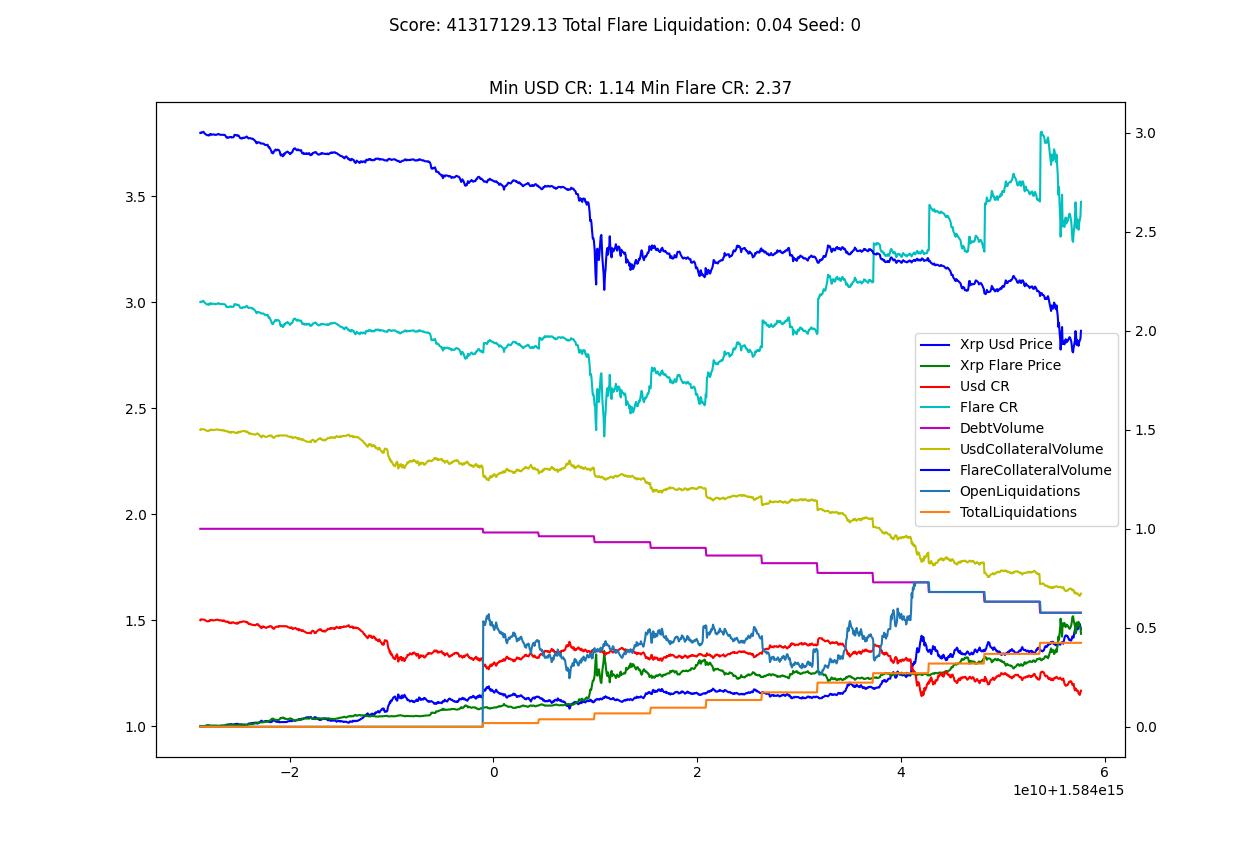 Score: 41317129.13 Total Flare Liquidation: 0.04 Seed: 0
Min USD CR: 1.14 Min Flare CR: 2.37
3.5
3.0
2.5
2.0
1.5
1.0
3.0
2.5
2.0
1.5
1.0
0.5
0.0
Xrp Usd Price
Xrp Flare Price
Usd CR
Flare CR
DebtVolume
UsdCollateralVolume
FlareCollateralVolume
OpenLiquidations
TotalLiquidations
−2 0 2 4 6
1e10+1.584e15